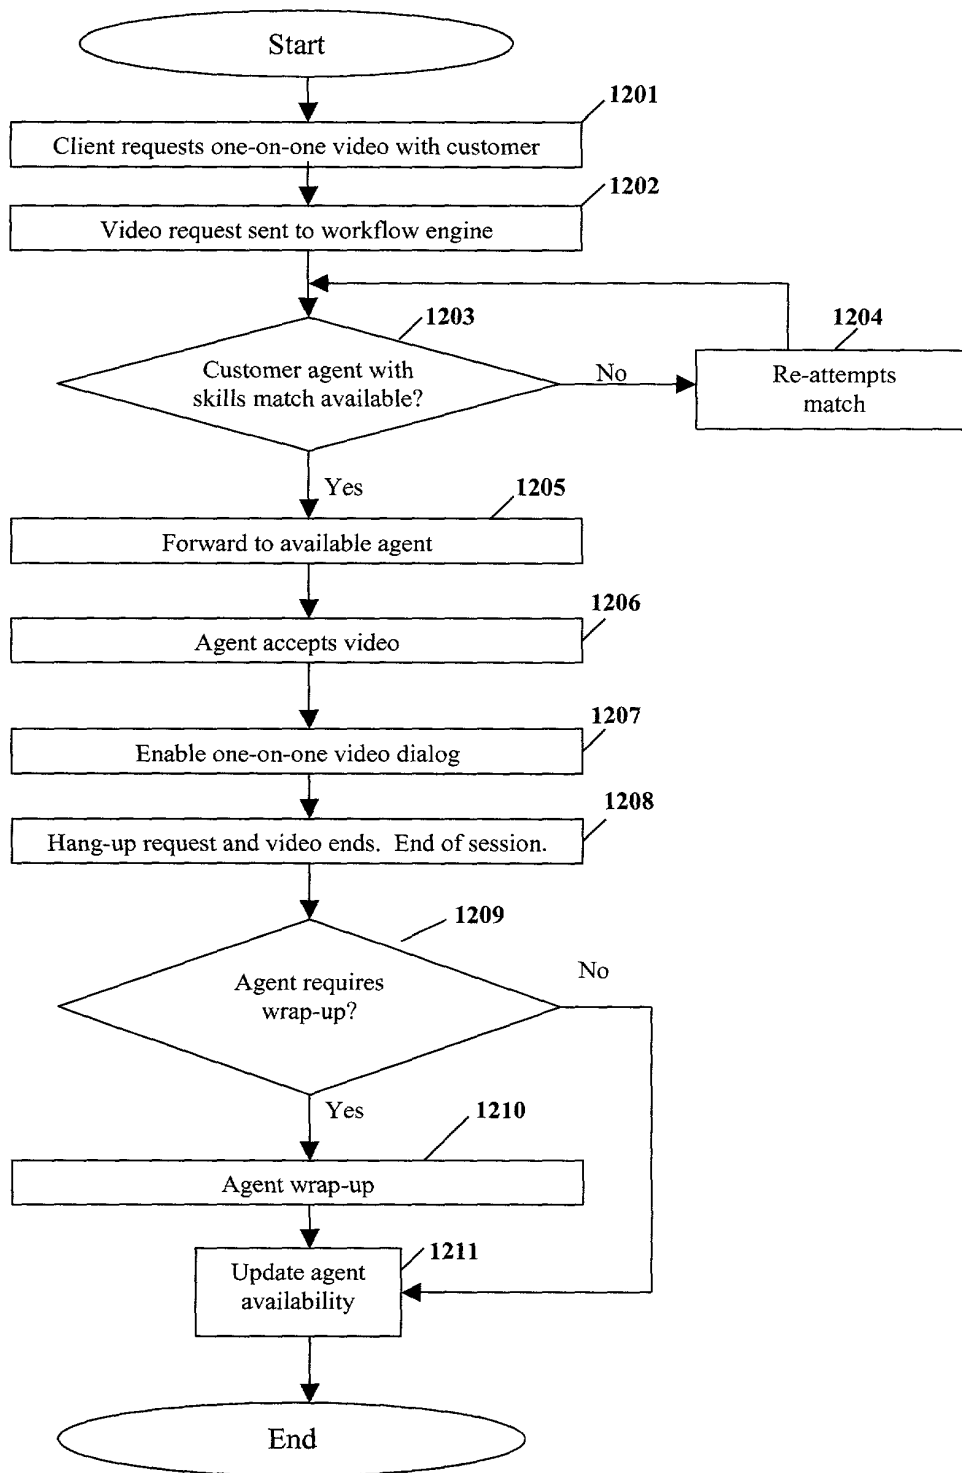 Start
1201
Client requests one-on-one video with customer
1202
Video request sent to workflow engine
1203
Customer agent with
skills match available?
No
1204
Re-attempts
match
Yes
1205
Forward to available agent
1206
Agent accepts video
1207
Enable one-on-one video dialog
1208
Hang-up request and video ends. End of session.
1209
Agent requires
wrap-up?
No
Yes
1210
Agent wrap-up
1211
Update agent
availability
End